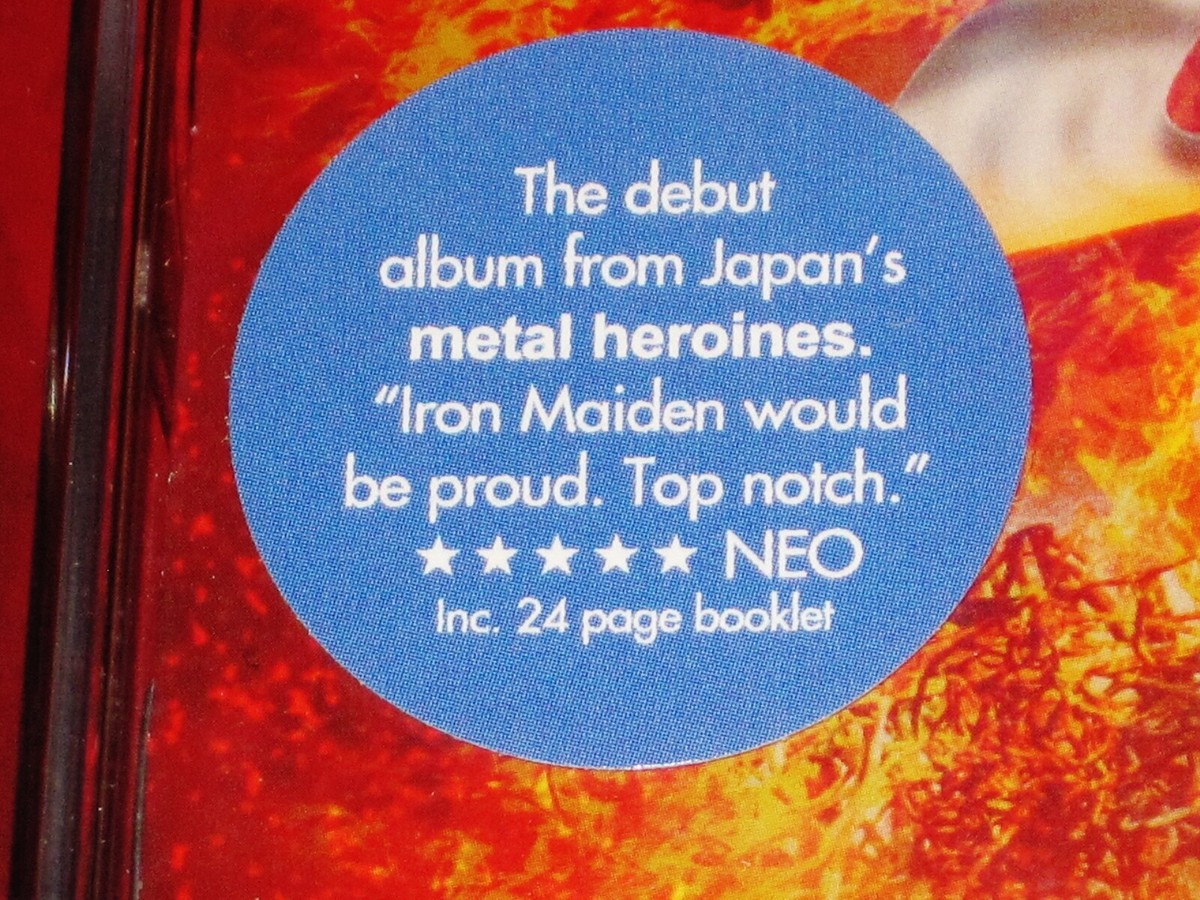 The debut
album from Japan's
metal heroines.
“Iron Maiden would
be proud. Top notch.”
★★★★★ NEO
Inc. 24 page booklet